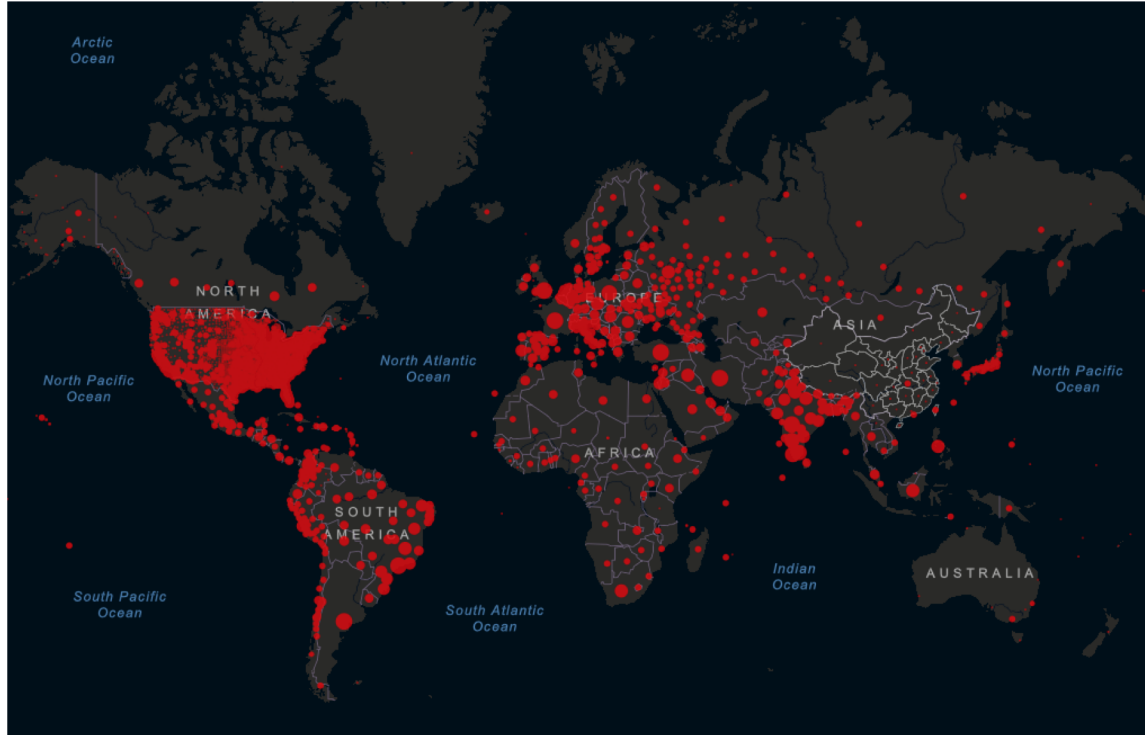 Arctic
Ocean
NORTH
AMERICA
EUROPE
ASIA
North Pacific
Ocean
North Atlantic
Ocean
North Pacific
Ocean
AFRICA
SOUTH
AMERICA
Indian
Ocean
AUSTRALIA
South Pacific
Ocean
South Atlantic
Ocean